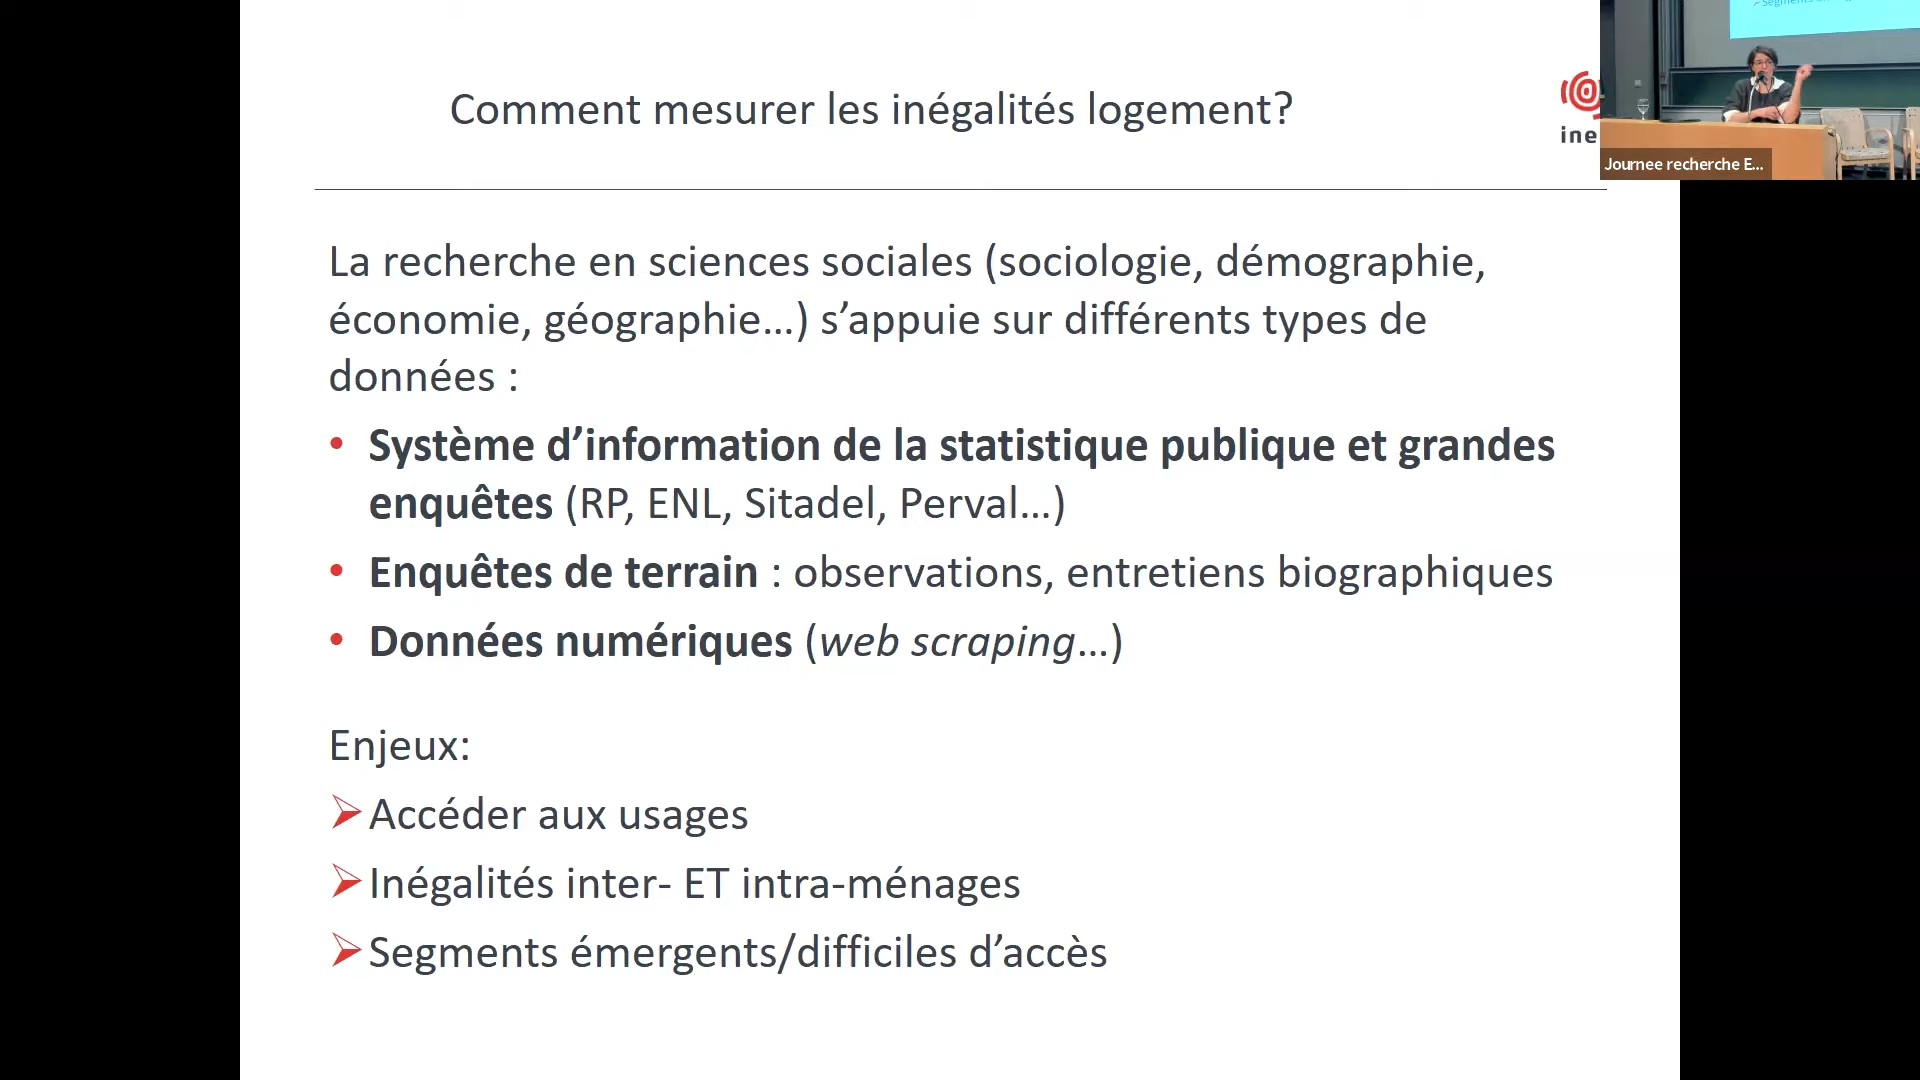 Comment mesurer les inégalités logement?
ine
Journee recherche E...
La recherche en sciences sociales (sociologie, démographie,
économie, géographie…) s’appuie sur différents types de
données :
• Système d’information de la statistique publique et grandes
enquêtes (RP, ENL, Sitadel, Perval…)
• Enquêtes de terrain : observations, entretiens biographiques
• Données numériques (web scraping…)
Enjeux:
➢ Accéder aux usages
➢ Inégalités inter- ET intra-ménages
➢ Segments émergents/difficiles d’accès